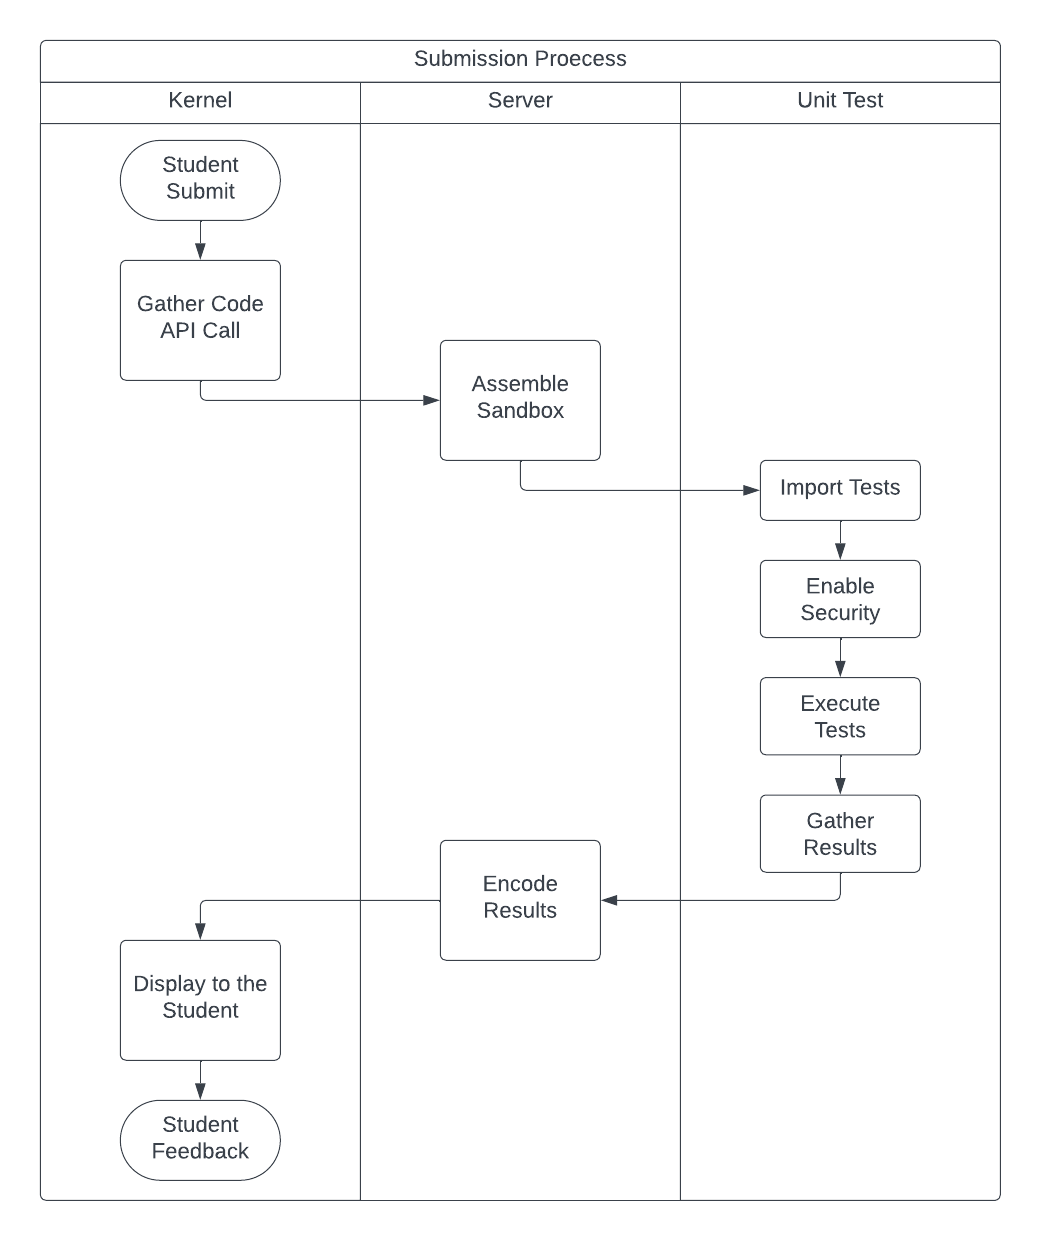 Submission Proecess
Kernel
Server
Unit Test
Student
Submit
Gather Code
API Call
Assemble
Sandbox
Import Tests
Enable
Security
Execute
Tests
Gather
Results
Encode
Results
Display to the
Student
Student
Feedback